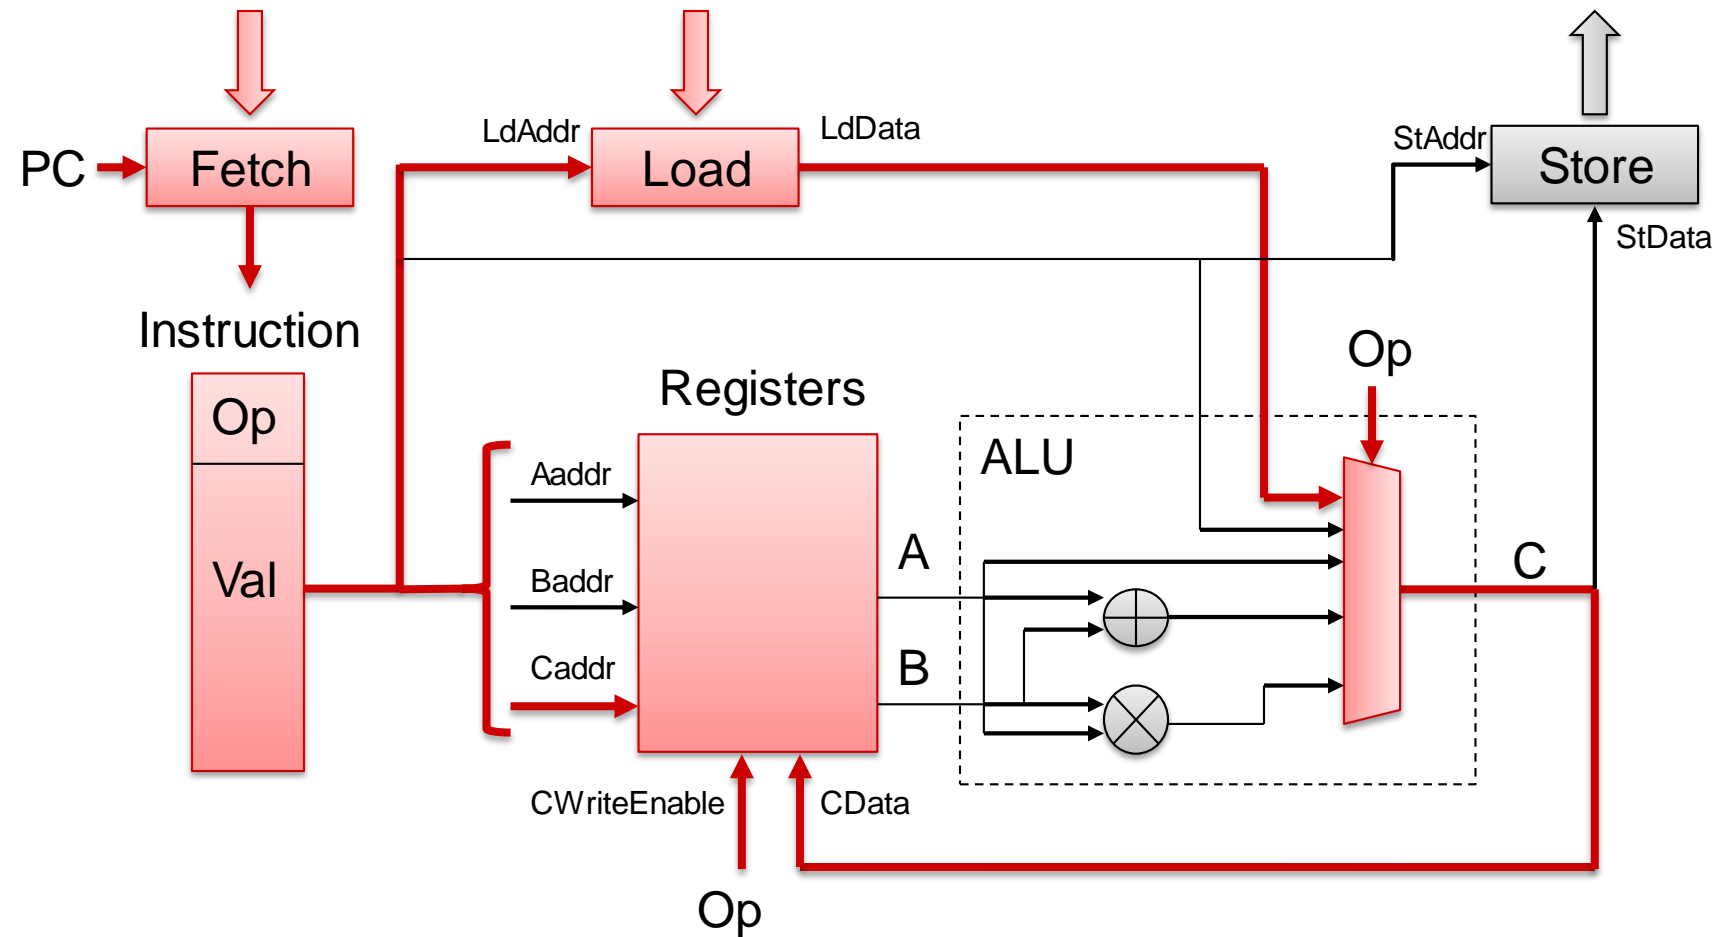 PC
Fetch
LdAddr
Load
LdData
StAddr
Store
StData
Instruction
Op
Val
Registers
Aaddr
Baddr
Caddr
CWriteEnable
Op
CData
A
B
ALU
Op
C